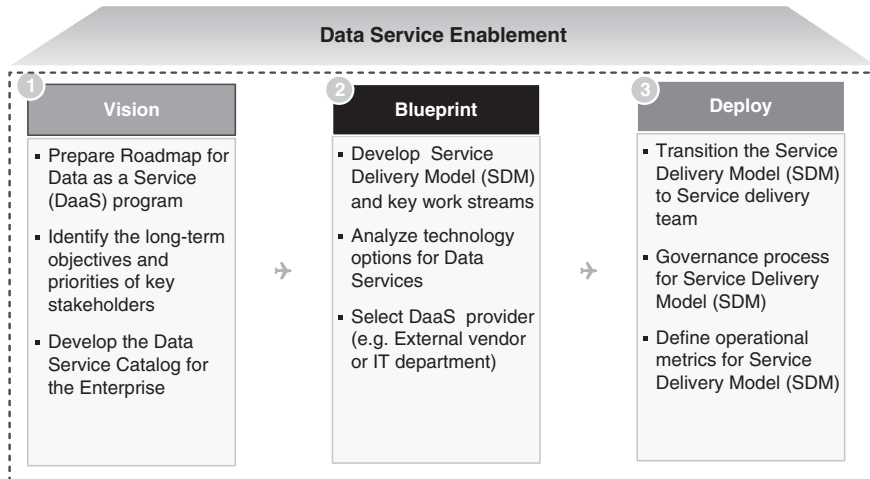 Data Service Enablement
1
Vision
▪ Prepare Roadmap for
Data as a Service
(DaaS) program
▪ Identify the long-term
objectives and
priorities of key
stakeholders
▪ Develop the Data
Service Catalog for
the Enterprise
2
Blueprint
▪ Develop Service
Delivery Model (SDM)
and key work streams
▪ Analyze technology
options for Data
Services
▪ Select DaaS provider
(e.g. External vendor
or IT department)
3
Deploy
▪ Transition the Service
Delivery Model (SDM)
to Service delivery
team
▪ Governance process
for Service Delivery
Model (SDM)
▪ Define operational
metrics for Service
Delivery Model (SDM)